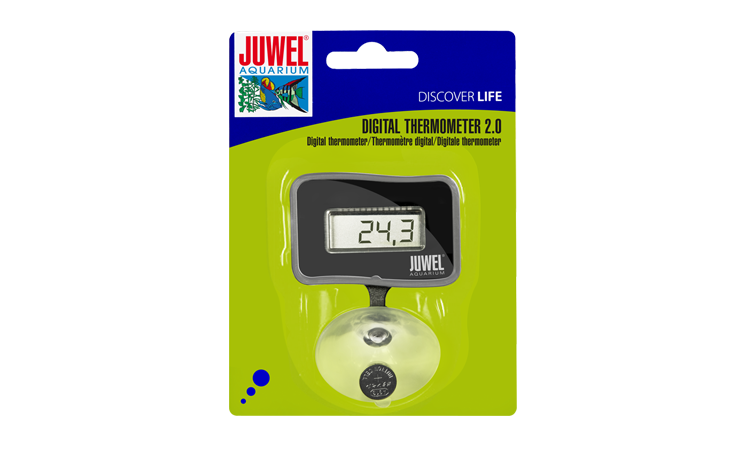 JUWEL®
AQUARIUM
DISCOVER LIFE
DIGITAL THERMOMETER 2.0
Digital thermometer/Thermomètre digital/Digitale thermometer
24,3
JUWEL®
AQUARIUM